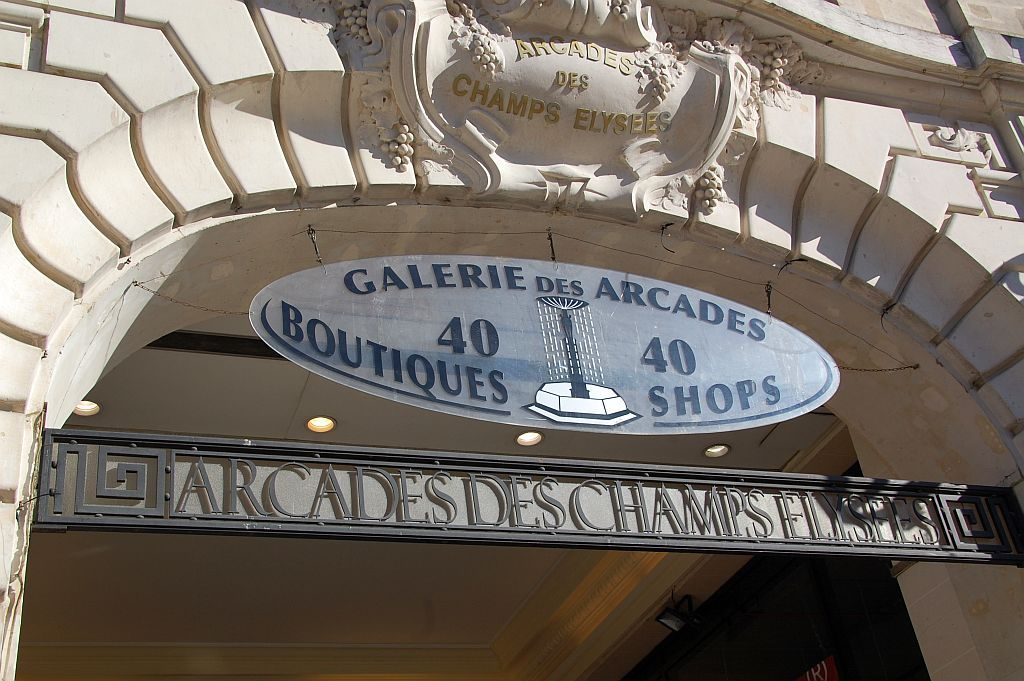 ARCADES
DES
CHAMPS ELYSEES
GALERIE DES ARCADES
40 BOUTIQUES
40 SHOPS
ARCADES DES CHAMPS ELYSEES
(R)